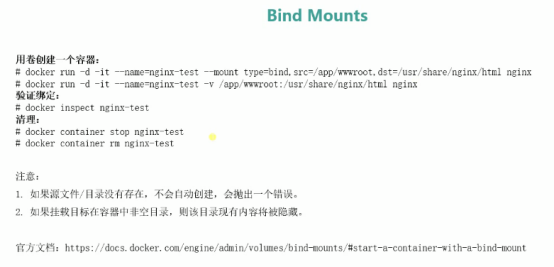 Bind Mounts
用卷创建一个容器：
# docker run -d -it --name=nginx-test --mount type=bind,src=/app/wwwroot,dst=/usr/share/nginx/html nginx
# docker run -d -it --name=nginx-test -v /app/wwwroot:/usr/share/nginx/html nginx
验证绑定：
# docker inspect nginx-test
清理：
# docker container stop nginx-test
# docker container rm nginx-test
注意：
1. 如果源文件/目录没有存在，不会自动创建，会抛出一个错误。
2. 如果挂载目标在容器中非空目录，则该目录现有内容将被隐藏。
官方文档：https://docs.docker.com/engine/admin/volumes/bind-mounts/#start-a-container-with-a-bind-mount